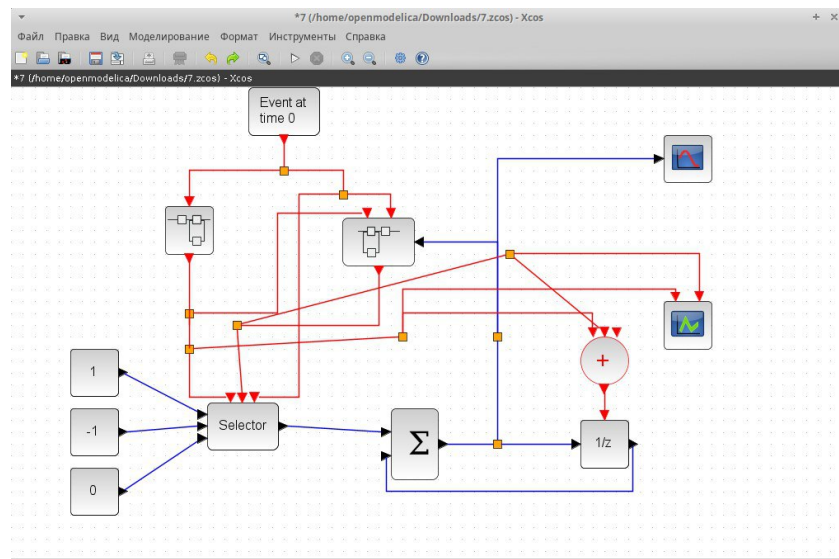 *7 (/home/openmodelica/Downloads/7.zcos) - Xcos
Файл Правка Вид Моделирование Формат Инструменты Справка
*7 (/home/openmodelica/Downloads/7.zcos) - Xcos
Event at
time 0
1
-1
0
Selector
Σ
+
1/z